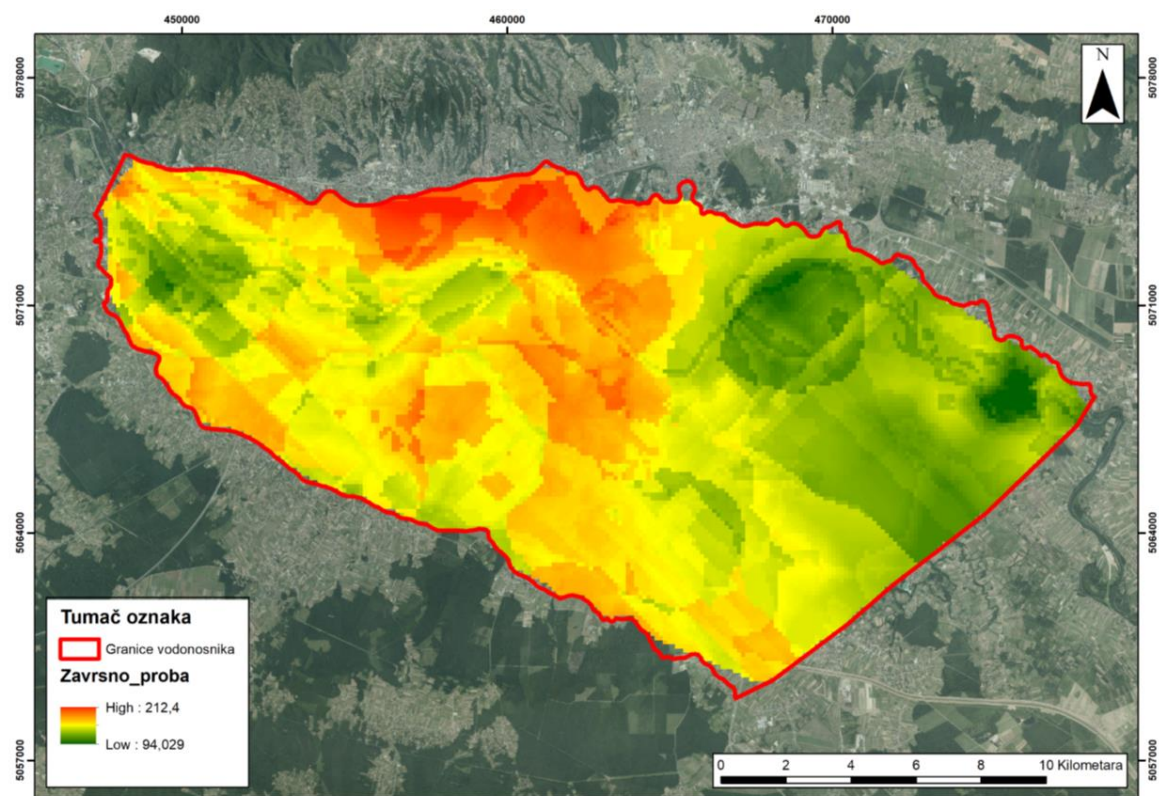 450000
460000
470000
5078000
5078000
N
5071000
5071000
5064000
5064000
5057000
5057000
Tumač oznaka
Granice vodonosnika
Zavrsno_proba
High : 212,4
Low : 94,029
0 2 4 6 8 10 Kilometara